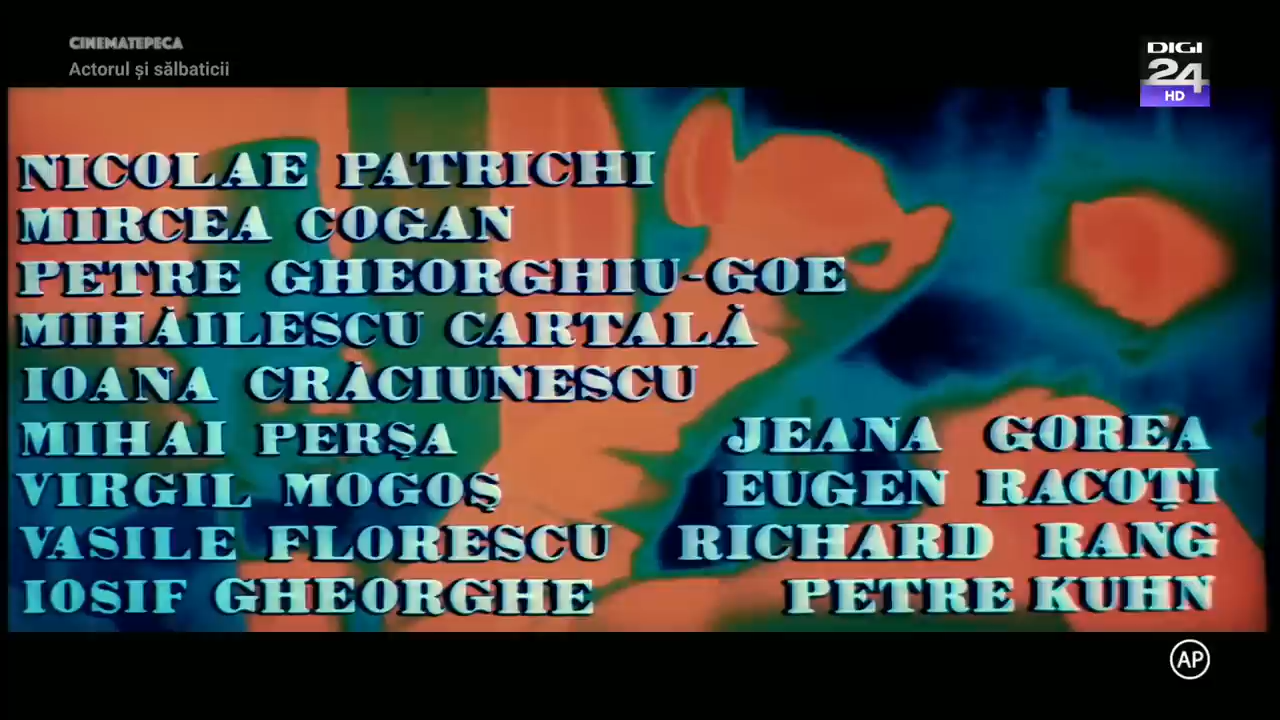 CINEMATEPECA
Actorul și sălbaticii
DIGI
24
HD
NICOLAE PATRICHI
MIRCEA COGAN
PETRE GHEORGHIU-GOE
MIHĂILESCU CARTALĂ
IOANA CRĂCIUNESCU
MIHAI PERȘA
VIRGIL MOGOȘ
VASILE FLORESCU
IOSIF GHEORGHE
JEANA GOREA
EUGEN RACOȚI
RICHARD RANG
PETRE KUHN
AP